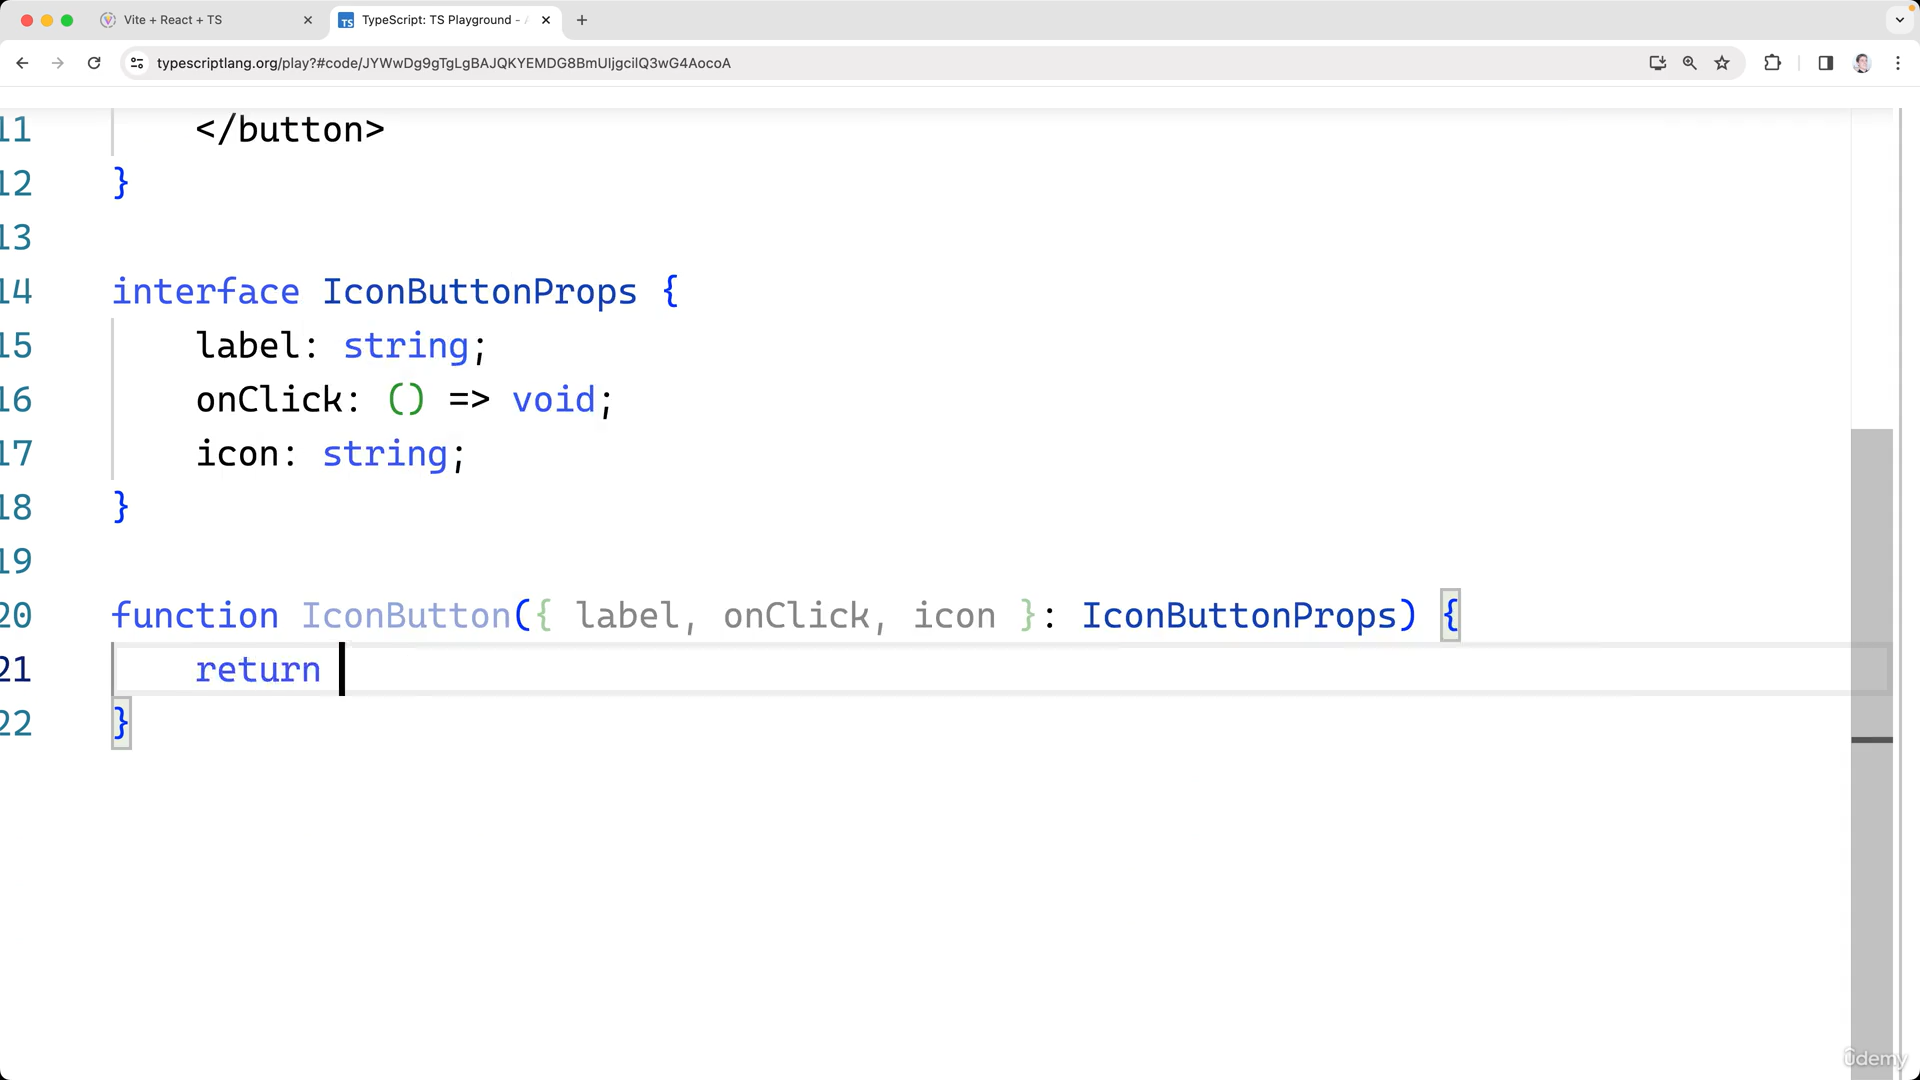 Vite + React + TS
TypeScript: TS Playground -
typescriptlang.org/play?#code/JYWwDg9gTgLgBAJQKYEMDG8BmUIjgcilQ3wG4AocoA
11 </button>
12 }
13
14 interface IconButtonProps {
15 label: string;
16 onClick: () => void;
17 icon: string;
18 }
19
20 function IconButton({ label, onClick, icon }: IconButtonProps) {
21 return
22 }
ûdemy